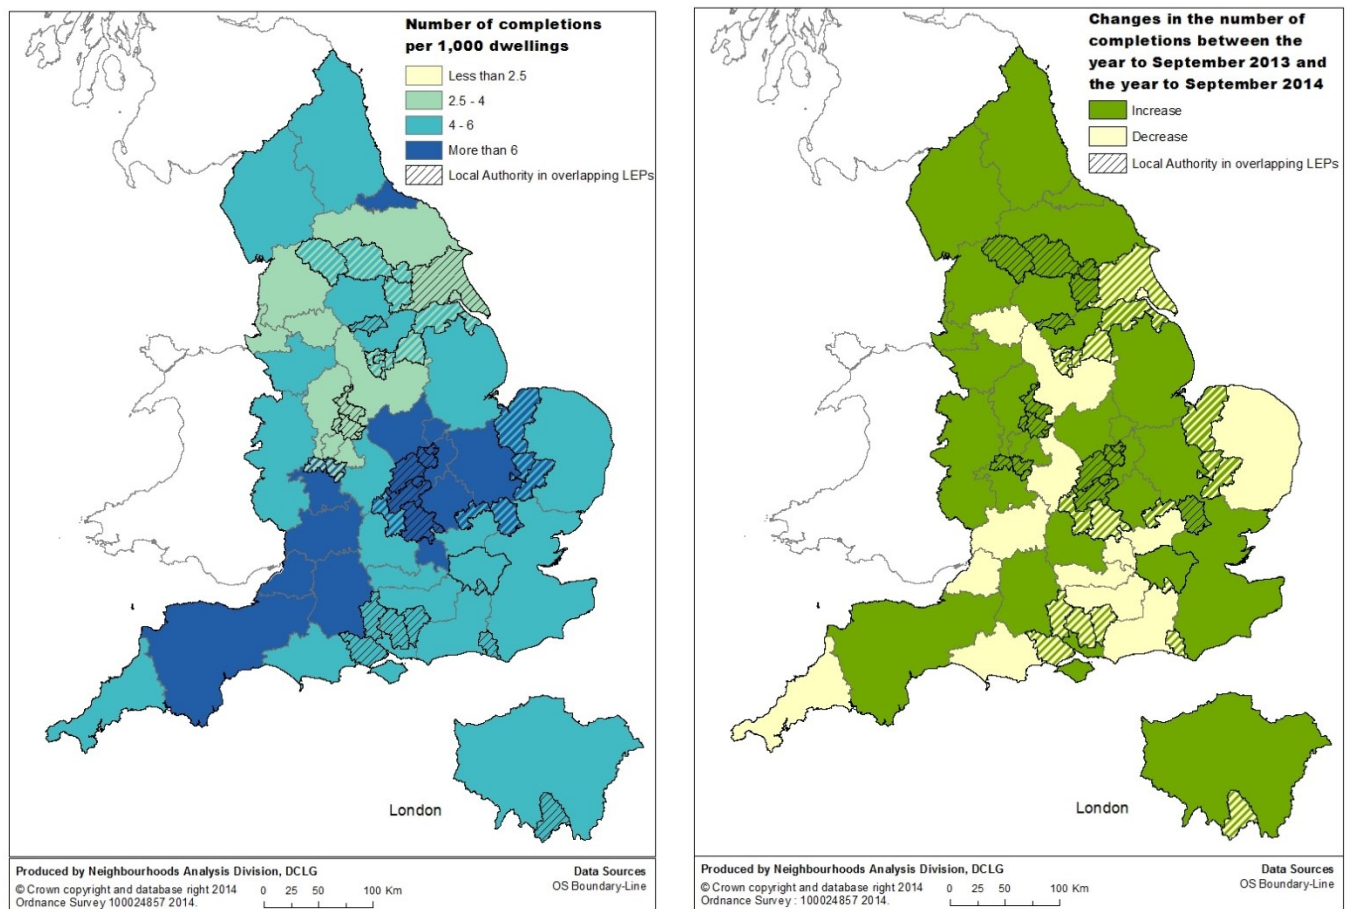 Number of completions
per 1,000 dwellings
Less than 2.5
2.5 - 4
4 - 6
More than 6
Local Authority in overlapping LEPs
London
Produced by Neighbourhoods Analysis Division, DCLG
Data Sources
© Crown copyright and database right 2014
OS Boundary-Line
Ordnance Survey 100024857 2014.
0 25 50 100 Km
Changes in the number of
completions between the
year to September 2013 and
the year to September 2014
Increase
Decrease
Local Authority in overlapping LEPs
London
Produced by Neighbourhoods Analysis Division, DCLG
Data Sources
© Crown copyright and database right 2014
OS Boundary-Line
Ordnance Survey : 100024857 2014.
0 25 50 100 Km